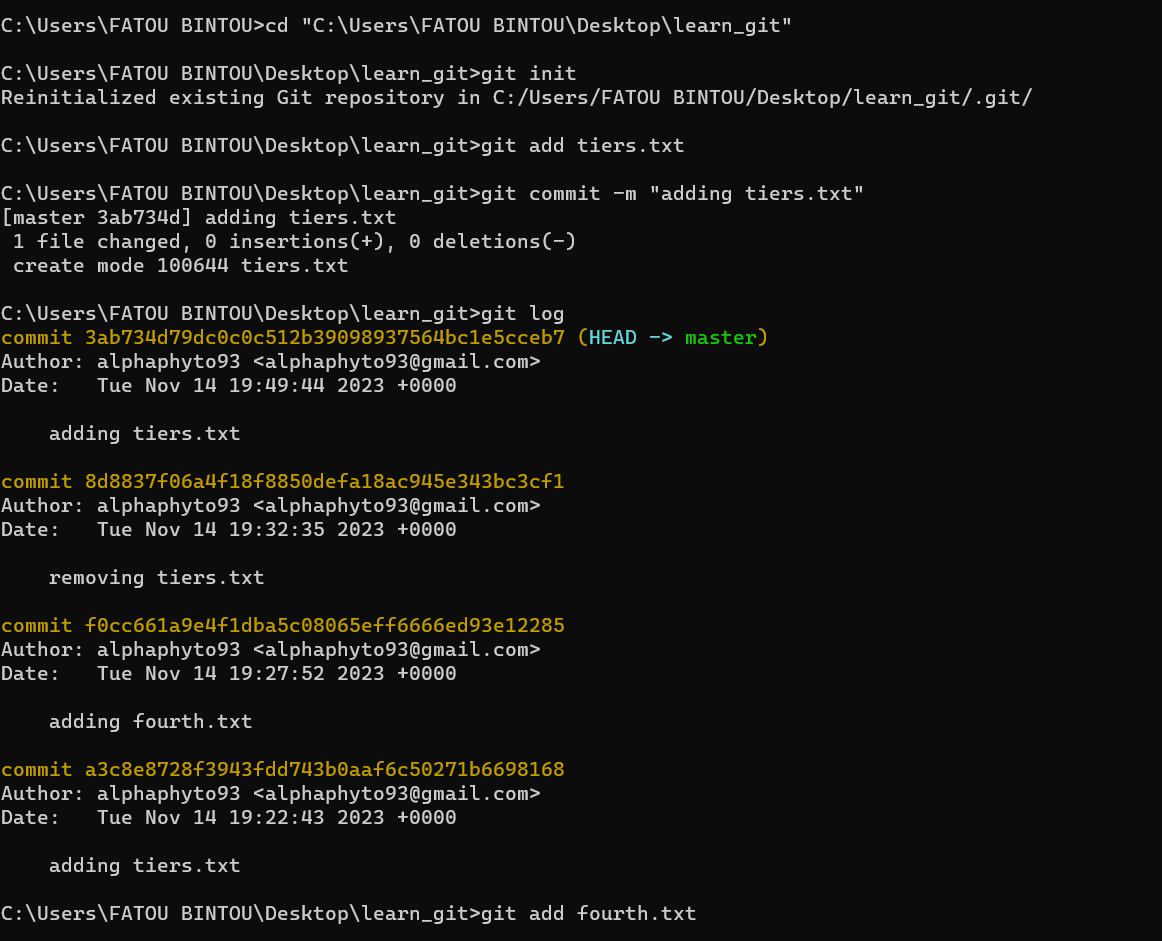 C:\Users\FATOU BINTOU>cd "C:\Users\FATOU BINTOU\Desktop\learn_git"
C:\Users\FATOU BINTOU\Desktop\learn_git>git init
Reinitialized existing Git repository in C:/Users/FATOU BINTOU/Desktop/learn_git/.git/
C:\Users\FATOU BINTOU\Desktop\learn_git>git add tiers.txt
C:\Users\FATOU BINTOU\Desktop\learn_git>git commit -m "adding tiers.txt"
[master 3ab734d] adding tiers.txt
 1 file changed, 0 insertions(+), 0 deletions(-)
 create mode 100644 tiers.txt
C:\Users\FATOU BINTOU\Desktop\learn_git>git log
commit 3ab734d79dc0c0c512b39098937564bc1e5cceb7 (HEAD -> master)
Author: alphaphyto93 <alphaphyto93@gmail.com>
Date:   Tue Nov 14 19:49:44 2023 +0000
    adding tiers.txt
commit 8d8837f06a4f18f8850defa18ac945e343bc3cf1
Author: alphaphyto93 <alphaphyto93@gmail.com>
Date:   Tue Nov 14 19:32:35 2023 +0000
    removing tiers.txt
commit f0cc661a9e4f1dba5c08065eff6666ed93e12285
Author: alphaphyto93 <alphaphyto93@gmail.com>
Date:   Tue Nov 14 19:27:52 2023 +0000
    adding fourth.txt
commit a3c8e8728f3943fdd743b0aaf6c50271b6698168
Author: alphaphyto93 <alphaphyto93@gmail.com>
Date:   Tue Nov 14 19:22:43 2023 +0000
    adding tiers.txt
C:\Users\FATOU BINTOU\Desktop\learn_git>git add fourth.txt